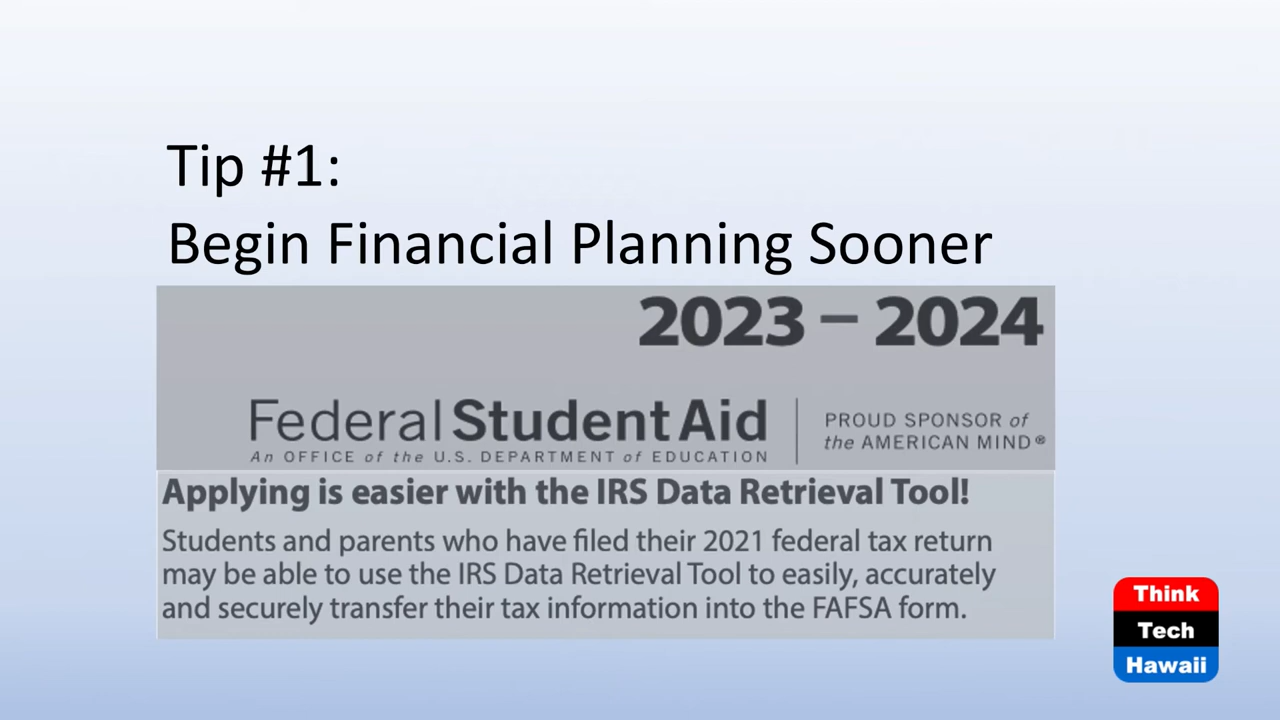 Tip #1:
Begin Financial Planning Sooner
2023 – 2024
Federal Student Aid
An OFFICE of the U.S. DEPARTMENT of EDUCATION
PROUD SPONSOR of
the AMERICAN MIND®
Applying is easier with the IRS Data Retrieval Tool!
Students and parents who have filed their 2021 federal tax return
may be able to use the IRS Data Retrieval Tool to easily, accurately
and securely transfer their tax information into the FAFSA form.
Think
Tech
Hawaii